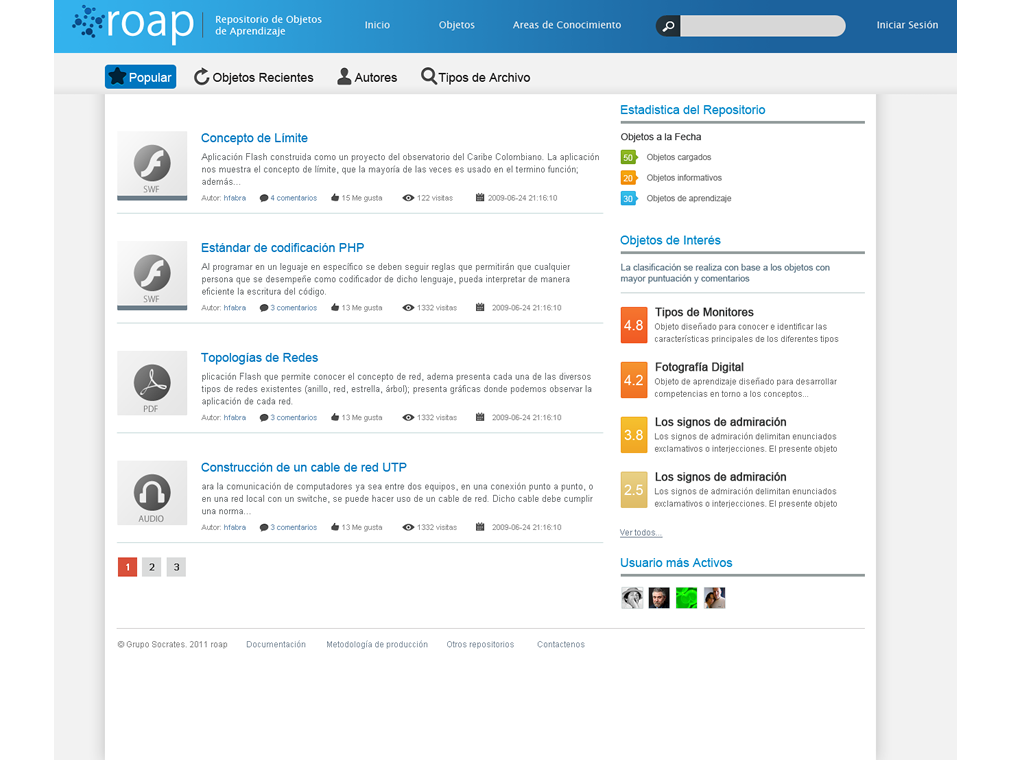 roap
Repositorio de Objetos
de Aprendizaje
Inicio
Objetos
Areas de Conocimiento
Iniciar Sesión
Popular
Objetos Recientes
Autores
Tipos de Archivo
SWF
Concepto de Límite
Aplicación Flash construida como un proyecto del observatorio del Caribe Colombiano. La aplicación
nos muestra el concepto de límite, que la mayoria de las veces es usado en el termino función;
además...
Autor: hfabra 4 comentarios 15 Me gusta 122 visitas 2009-06-24 21:16:10
SWF
Estándar de codificación PHP
Al programar en un leguaje en específico se deben seguir reglas que permitirán que cualquier
persona que se desempeñe como codificador de dicho lenguaje, pueda interpretar de manera
eficiente la escritura del código.
Autor: hfabra 3 comentarios 13 Me gusta 1332 visitas 2009-06-24 21:16:10
PDF
Topologías de Redes
plicación Flash que permite conocer el concepto de red, adema presenta cada una de las diversos
tipos de redes existentes (anillo, red, estrella, árbol); presenta gráficas donde podemos observar la
aplicación de cada red.
Autor: hfabra 3 comentarios 13 Me gusta 1332 visitas 2009-06-24 21:16:10
AUDIO
Construcción de un cable de red UTP
ara la comunicación de computadores ya sea entre dos equipos, en una conexión punto a punto, o
en una red local con un switche, se puede hacer uso de un cable de red. Dicho cable debe cumplir
una norma...
Autor: hfabra 3 comentarios 13 Me gusta 1332 visitas 2009-06-24 21:16:10
1 2 3
Estadistica del Repositorio
Objetos a la Fecha
50 Objetos cargados
20 Objetos informativos
30 Objetos de aprendizaje
Objetos de Interés
La clasificación se realiza con base a los objetos con
mayor puntuación y comentarios
4.8
Tipos de Monitores
Objeto diseñado para conocer e identificar las
características principales de los diferentes tipos
4.2
Fotografía Digital
Objeto de aprendizaje diseñado para desarrollar
competencias en torno a los conceptos...
3.8
Los signos de admiración
Los signos de admiración delimitan enunciados
exclamativos o interjecciones. El presente objeto
2.5
Los signos de admiración
Los signos de admiración delimitan enunciados
exclamativos o interjecciones. El presente objeto
Ver todos...
Usuario más Activos
© Grupo Socrates. 2011 roap
Documentación
Metodología de producción
Otros repositorios
Contactenos